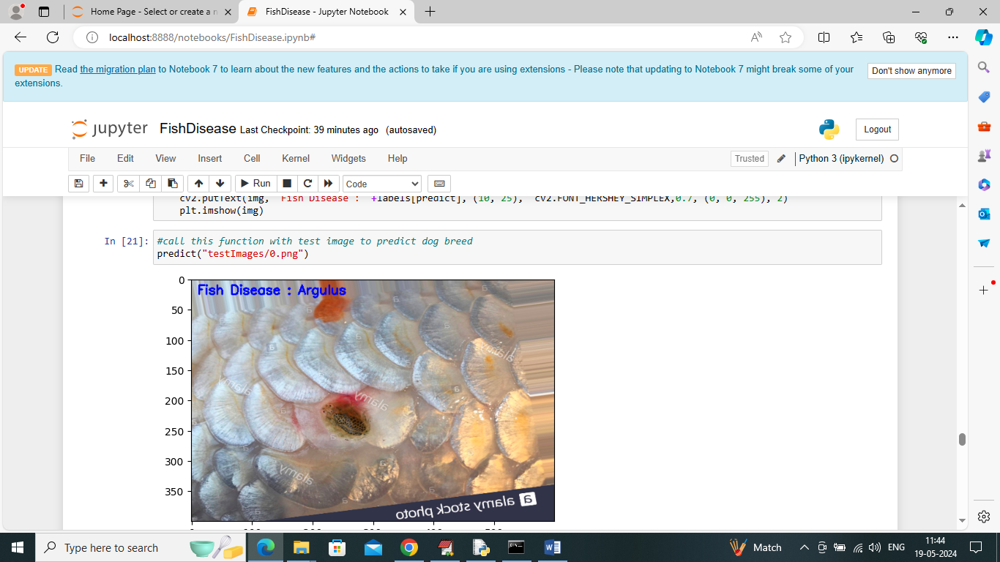 Home Page - Select or create a n
FishDisease - Jupyter Notebook
localhost:8888/notebooks/FishDisease.ipynb#
UPDATE Read the migration plan to Notebook 7 to learn about the new features and the actions to take if you are using extensions - Please note that updating to Notebook 7 might break some of your
extensions.
Don't show anymore
jupyter FishDisease Last Checkpoint: 39 minutes ago (autosaved)
Logout
File Edit View Insert Cell Kernel Widgets Help
Trusted
Python 3 (ipykernel)
Run
Code
cv2.putText(img, "Fish Disease : "+labels[predict], (10, 25), cv2.FONT_HERSHEY_SIMPLEX,0.7, (0, 0, 255), 2)
plt.imshow(img)
In [21]: #call this function with test image to predict dog breed
predict("testImages/0.png")
Fish Disease : Argulus
0
50
100
150
200
250
300
350
alamy
alamy
alamy
alamy
a alamy stock photo
0 100 200 300 400 500
Type here to search
Match
ENG
11:44
19-05-2024